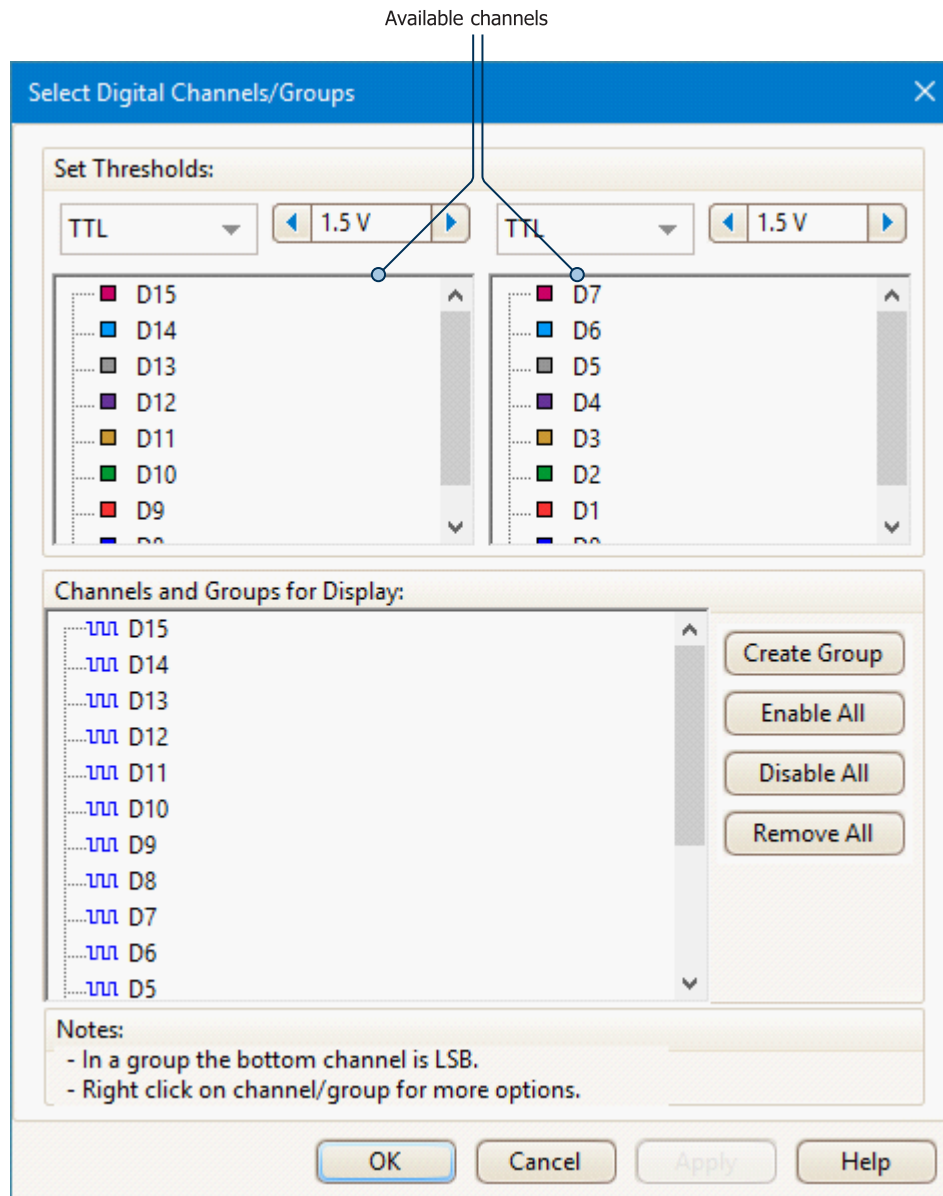 Available channels
Select Digital Channels/Groups
Set Thresholds:
TTL 1.5 V TTL 1.5 V
D15 D7
D14 D6
D13 D5
D12 D4
D11 D3
D10 D2
D9 D1
D8 D0
Channels and Groups for Display:
D15
D14
D13
D12
D11
D10
D9
D8
D7
D6
D5
Create Group
Enable All
Disable All
Remove All
Notes:
- In a group the bottom channel is LSB.
- Right click on channel/group for more options.
OK Cancel Apply Help